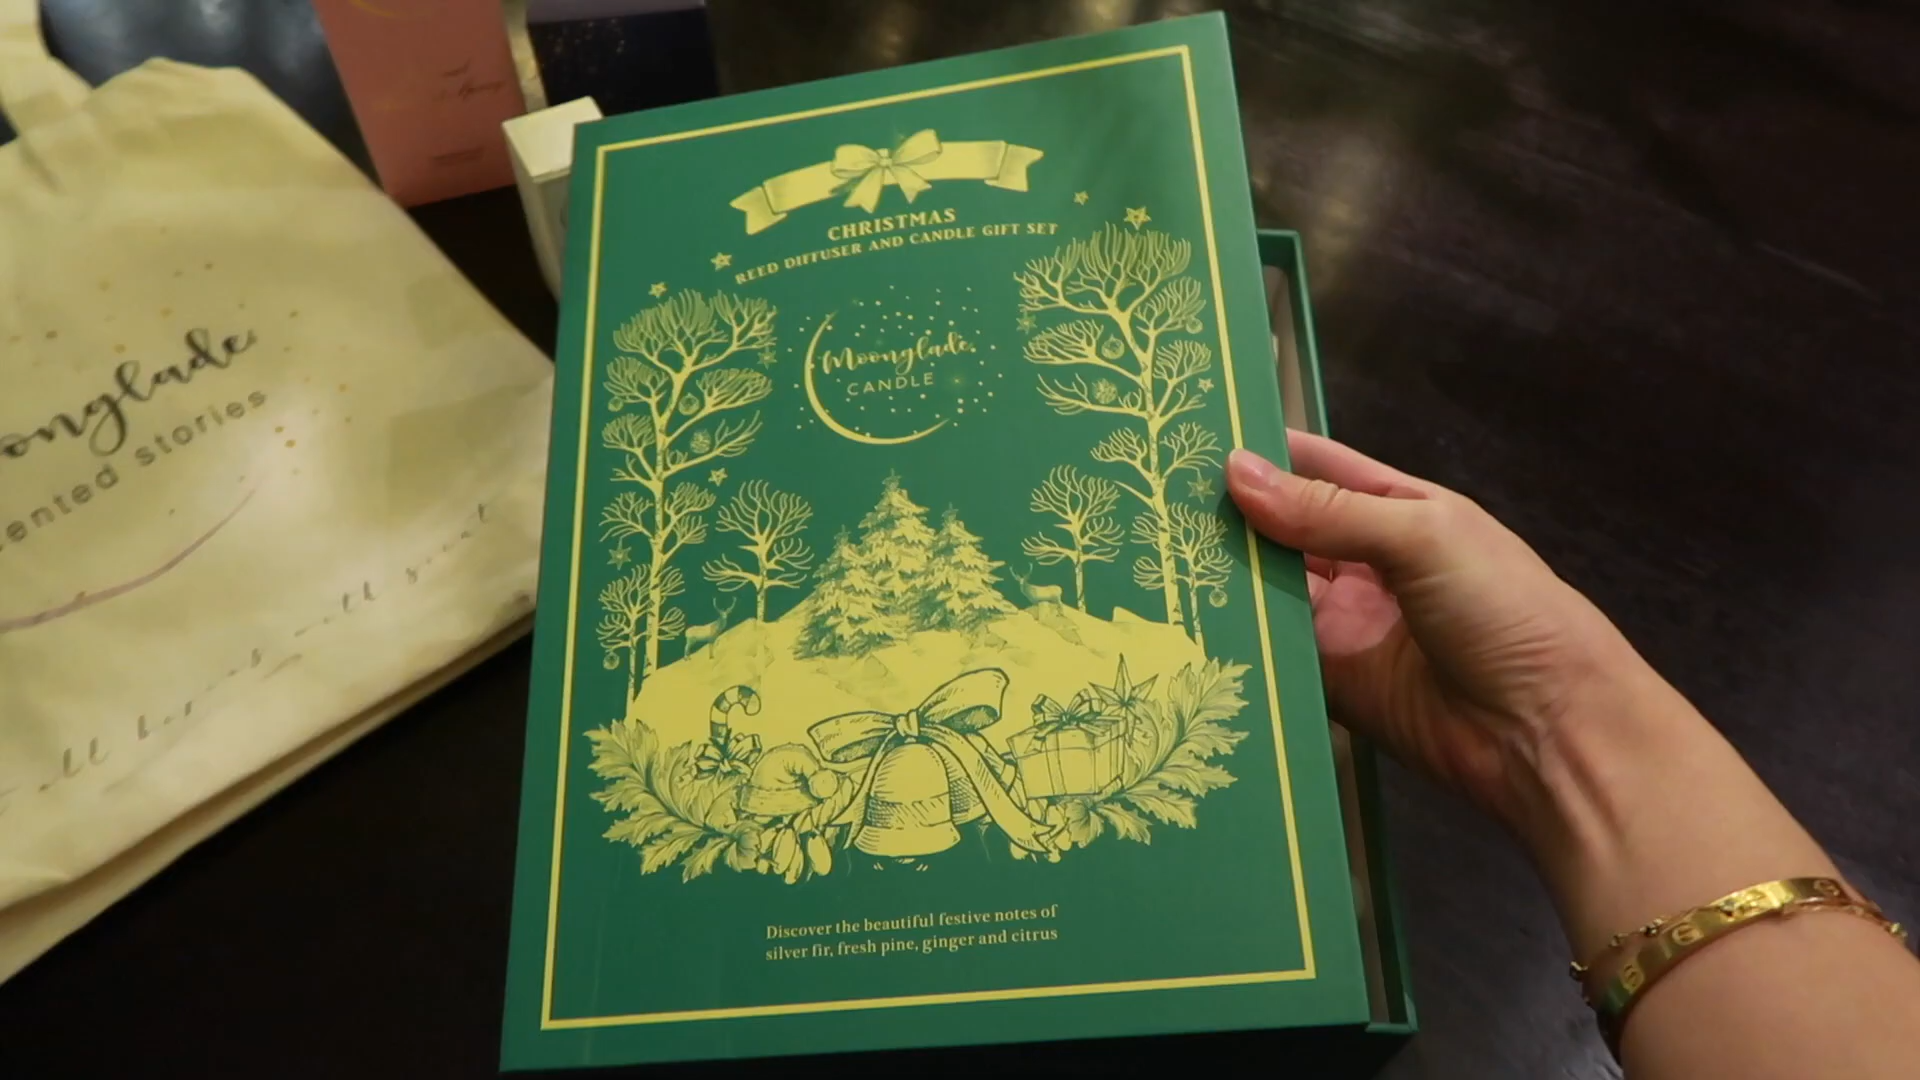 CHRISTMAS
REED DIFFUSER AND CANDLE GIFT SET
Moonglade
CANDLE
Discover the beautiful festive notes of
silver fir, fresh pine, ginger and citrus
onglade
ented stories